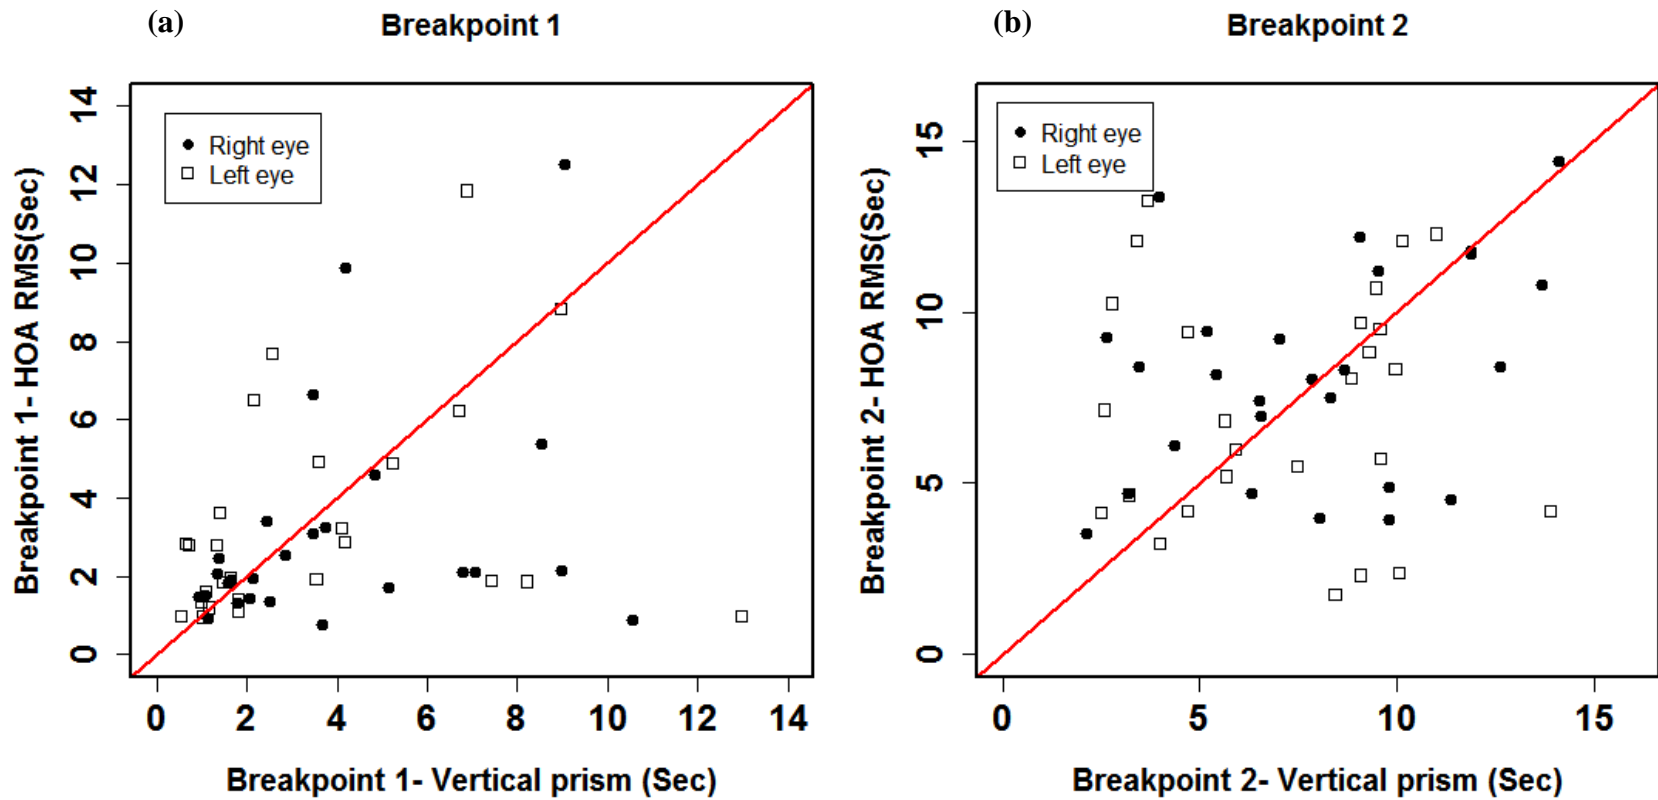 (a)
Breakpoint 1
Breakpoint 1- HOA RMS(Sec)
14
12
10
8
6
4
2
0
Right eye
Left eye
0 2 4 6 8 10 12 14
Breakpoint 1- Vertical prism (Sec)
(b)
Breakpoint 2
Breakpoint 2- HOA RMS(Sec)
15
10
5
0
Right eye
Left eye
0 5 10 15
Breakpoint 2- Vertical prism (Sec)